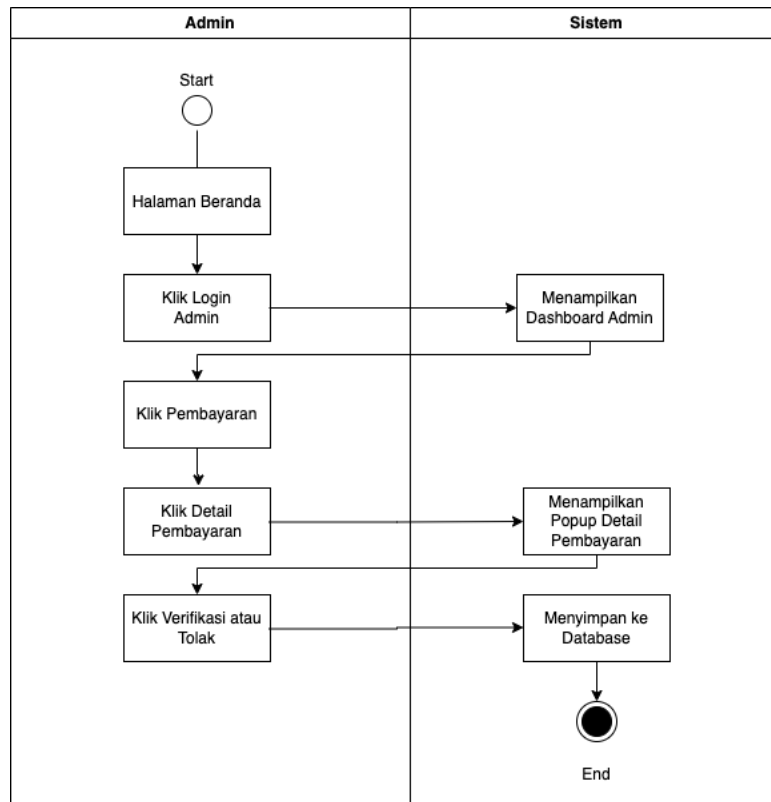 Admin
Sistem
Start
Halaman Beranda
Klik Login
Admin
Menampilkan
Dashboard Admin
Klik Pembayaran
Klik Detail
Pembayaran
Menampilkan
Popup Detail
Pembayaran
Klik Verifikasi atau
Tolak
Menyimpan ke
Database
End